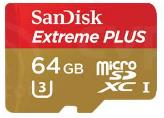 SanDisk
Extreme PLUS
64 GB
micro
SD
XC I
3